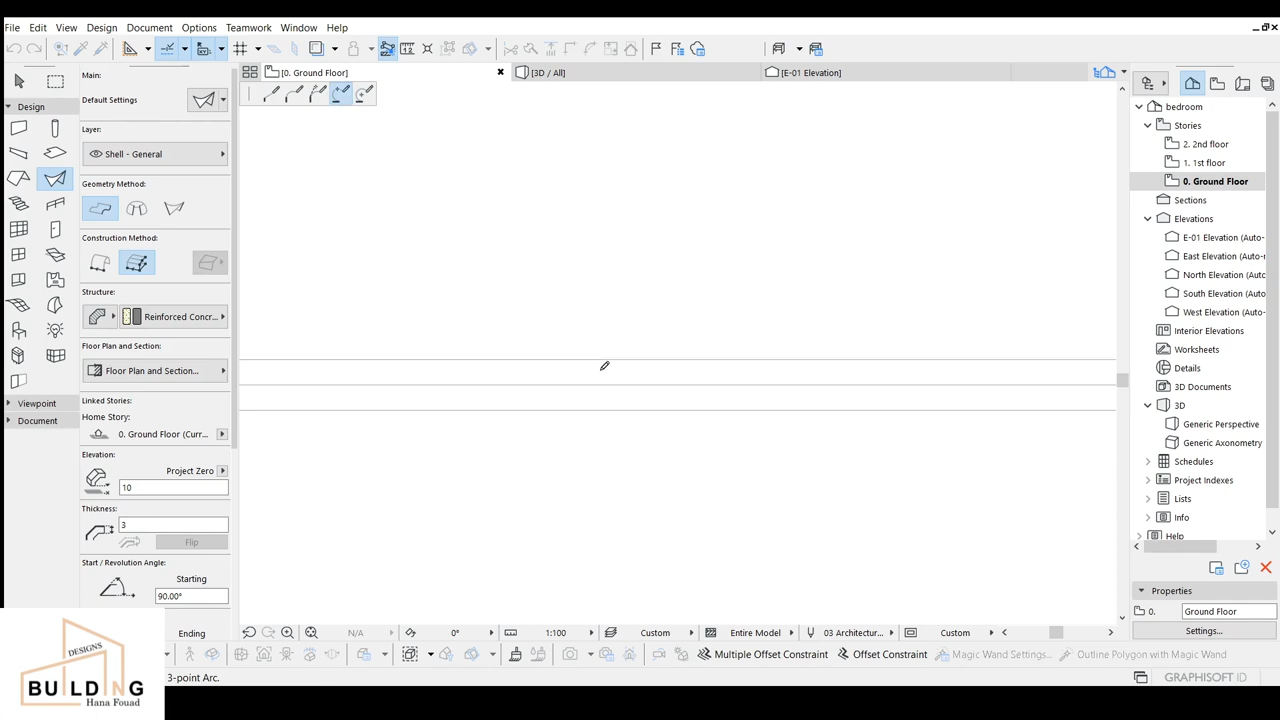 File Edit View Design Document Options Teamwork Window Help
Main:
[0. Ground Floor]
[3D / All]
[E-01 Elevation]
Default Settings
Design
Layer:
Shell - General
Geometry Method:
Construction Method:
Structure:
Reinforced Concr...
Floor Plan and Section:
Floor Plan and Section...
Viewpoint
Document
Linked Stories:
Home Story:
0. Ground Floor (Curr...
Elevation:
Project Zero
10
Thickness:
3
Flip
Start / Revolution Angle:
Starting
90.00°
Ending
bedroom
Stories
2. 2nd floor
1. 1st floor
0. Ground Floor
Sections
Elevations
E-01 Elevation (Auto-
East Elevation (Auto-r
North Elevation (Auto-
South Elevation (Auto-
West Elevation (Auto-
Interior Elevations
Worksheets
Details
3D Documents
3D
Generic Perspective
Generic Axonometry
Schedules
Project Indexes
Lists
Info
Help
Properties
0. Ground Floor
Settings...
N/A 0° 1:100 Custom Entire Model 03 Architectur... Custom
Multiple Offset Constraint Offset Constraint Magic Wand Settings... Outline Polygon with Magic Wand
3-point Arc.
GRAPHISOFT ID
DESIGNS
BUILDING
Hana Fouad